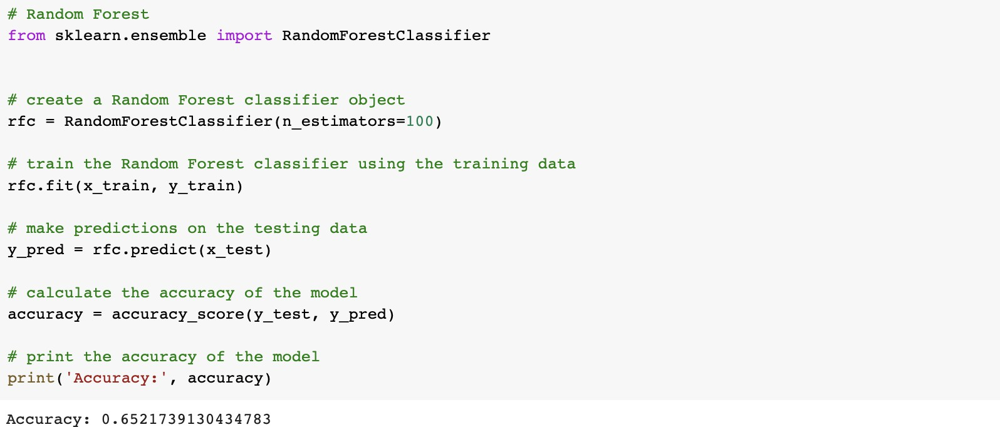 # Random Forest
from sklearn.ensemble import RandomForestClassifier
# create a Random Forest classifier object
rfc = RandomForestClassifier(n_estimators=100)
# train the Random Forest classifier using the training data
rfc.fit(x_train, y_train)
# make predictions on the testing data
y_pred = rfc.predict(x_test)
# calculate the accuracy of the model
accuracy = accuracy_score(y_test, y_pred)
# print the accuracy of the model
print('Accuracy:', accuracy)
Accuracy: 0.6521739130434783